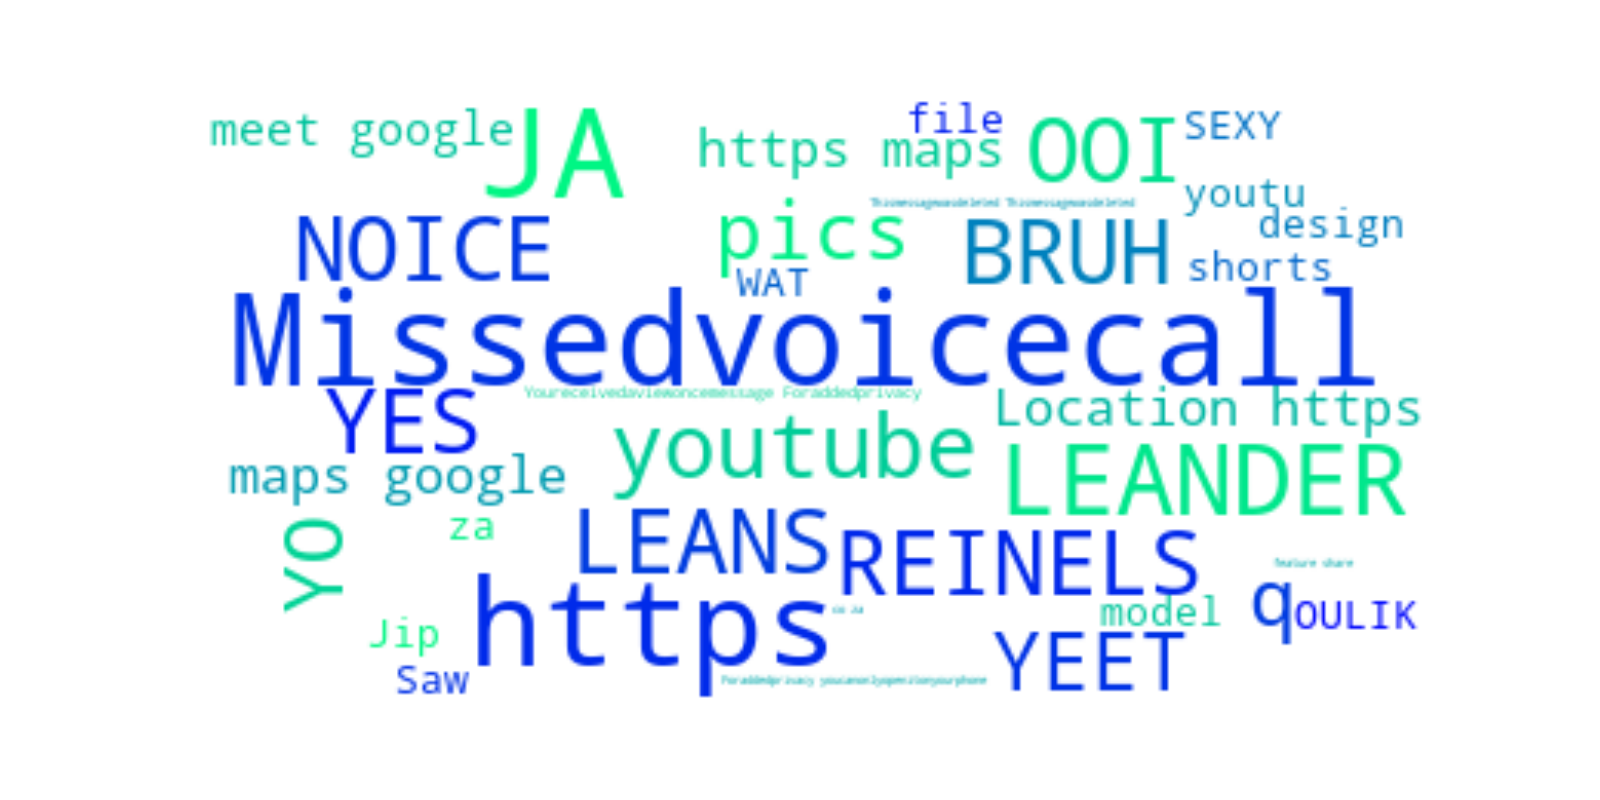 meet google
JA
https maps
file
OOI
SEXY
youtu
design
Thismessagewasdeleted Thismessagewasdeleted
NOICE
pics
WAT
BRUH
shorts
Missedvoicecall
YES
Youreceivedaviewoncemessage Foraddedprivacy
Location https
youtube
maps google
LEANDER
YO
za
LEANS
REINELS
feature share
https
co za
model
q
OULIK
Jip
Saw
Foraddedprivacy youcanonlyopenitonyourphone
YEET